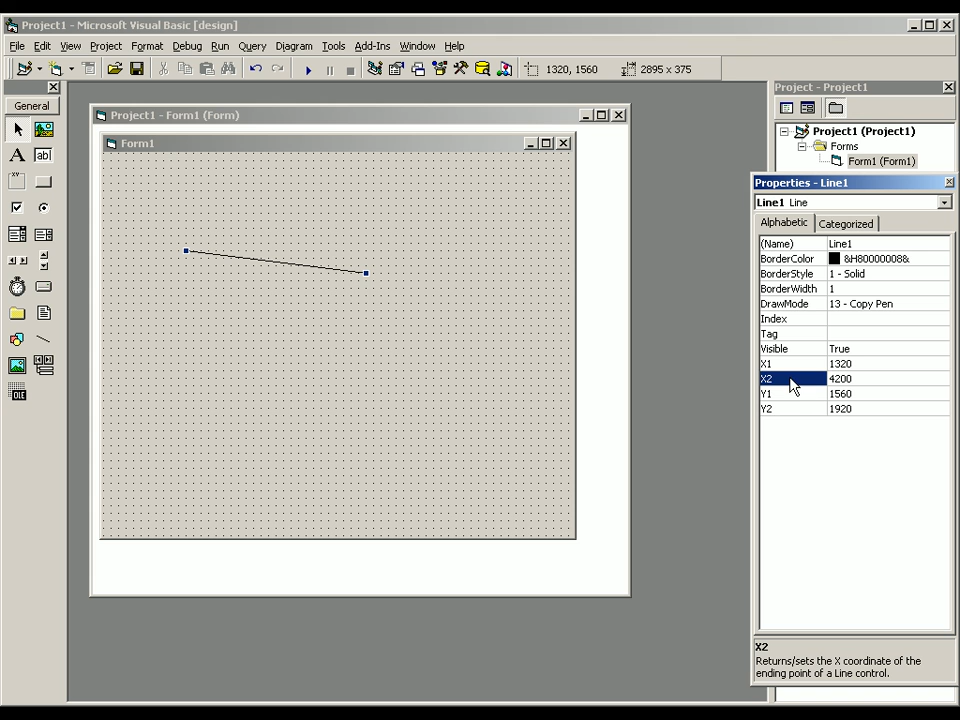 Project1 - Microsoft Visual Basic [design]
File Edit View Project Format Debug Run Query Diagram Tools Add-Ins Window Help
1320, 1560 2895 x 375
General
A ab|
xy
OLE
Project1 - Form1 (Form)
Form1
Project - Project1
Project1 (Project1)
Forms
Form1 (Form1)
Properties - Line1
Line1 Line
Alphabetic Categorized
(Name) Line1
BorderColor &H80000008&
BorderStyle 1 - Solid
BorderWidth 1
DrawMode 13 - Copy Pen
Index
Tag
Visible True
X1 1320
X2 4200
Y1 1560
Y2 1920
X2
Returns/sets the X coordinate of the
ending point of a Line control.